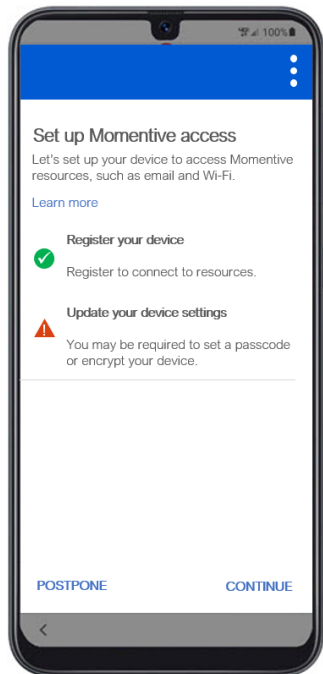 100%
Set up Momentive access
Let's set up your device to access Momentive
resources, such as email and Wi-Fi.
Learn more
Register your device
Register to connect to resources.
Update your device settings
You may be required to set a passcode
or encrypt your device.
POSTPONE
CONTINUE